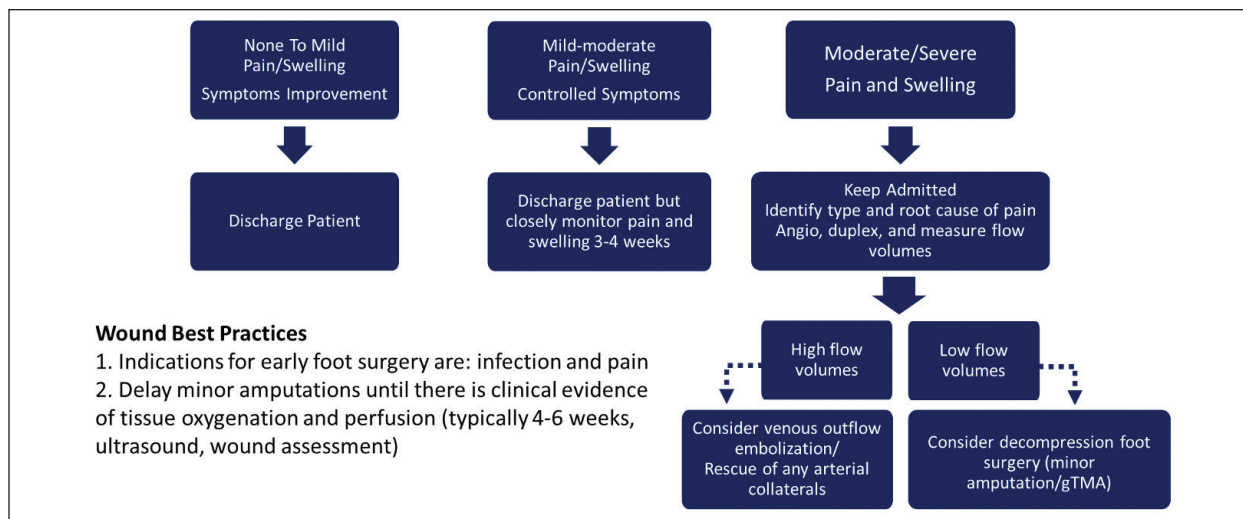 None To Mild
Pain/Swelling
Symptoms Improvement
Mild-moderate
Pain/Swelling
Controlled Symptoms
Moderate/Severe
Pain and Swelling
Discharge Patient
Discharge patient but
closely monitor pain and
swelling 3-4 weeks
Keep Admitted
Identify type and root cause of pain
Angio, duplex, and measure flow
volumes
Wound Best Practices
1. Indications for early foot surgery are: infection and pain
2. Delay minor amputations until there is clinical evidence
of tissue oxygenation and perfusion (typically 4-6 weeks,
ultrasound, wound assessment)
High flow
volumes
Low flow
volumes
Consider venous outflow
embolization/
Rescue of any arterial
collaterals
Consider decompression foot
surgery (minor
amputation/gTMA)